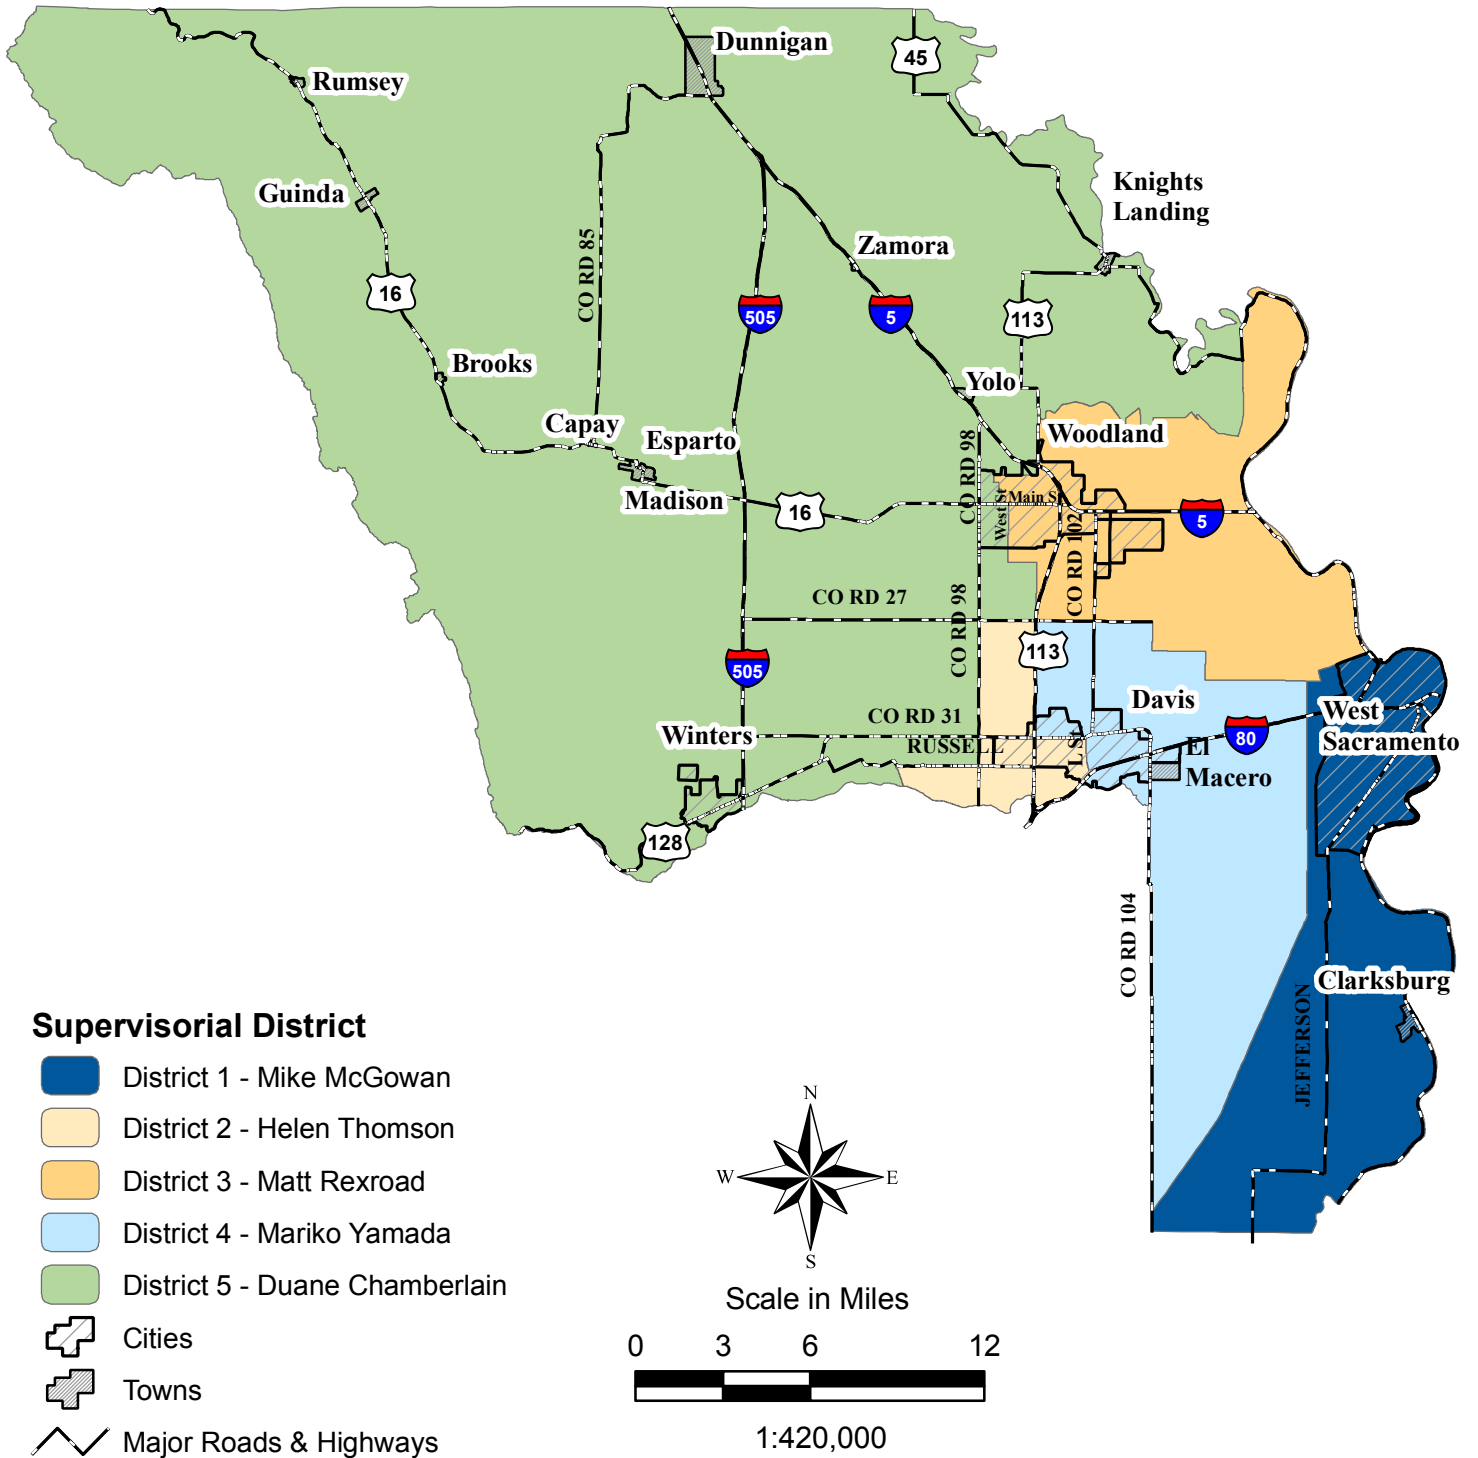 Dunnigan
45
Rumsey
Knights
Landing
Guinda
CO RD 85
Zamora
16
505
5
113
Brooks
Yolo
Capay
Esparto
Woodland
CO RD 98
Madison
West St
Main St
16
CO RD 102
5
CO RD 27
CO RD 98
113
505
Davis
West
Sacramento
CO RD 31
Winters
RUSSELL
L St
80
El
Macero
128
CO RD 104
Clarksburg
JEFFERSON
Supervisorial District
District 1 - Mike McGowan
District 2 - Helen Thomson
District 3 - Matt Rexroad
District 4 - Mariko Yamada
District 5 - Duane Chamberlain
Cities
Towns
Major Roads & Highways
N
W
E
S
Scale in Miles
0 3 6 12
1:420,000